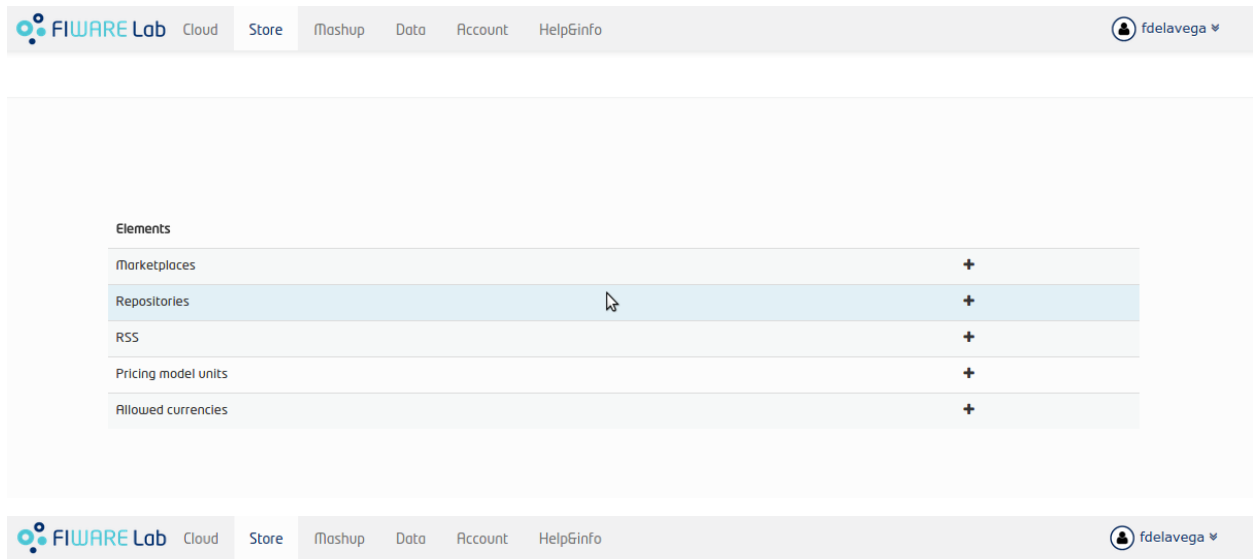 FIWARE Lab Cloud Store Mashup Data Account Help&info fdelavega
Elements
Marketplaces
Repositories
RSS
Pricing model units
Allowed currencies
FIWARE Lab Cloud Store Mashup Data Account Help&info fdelavega